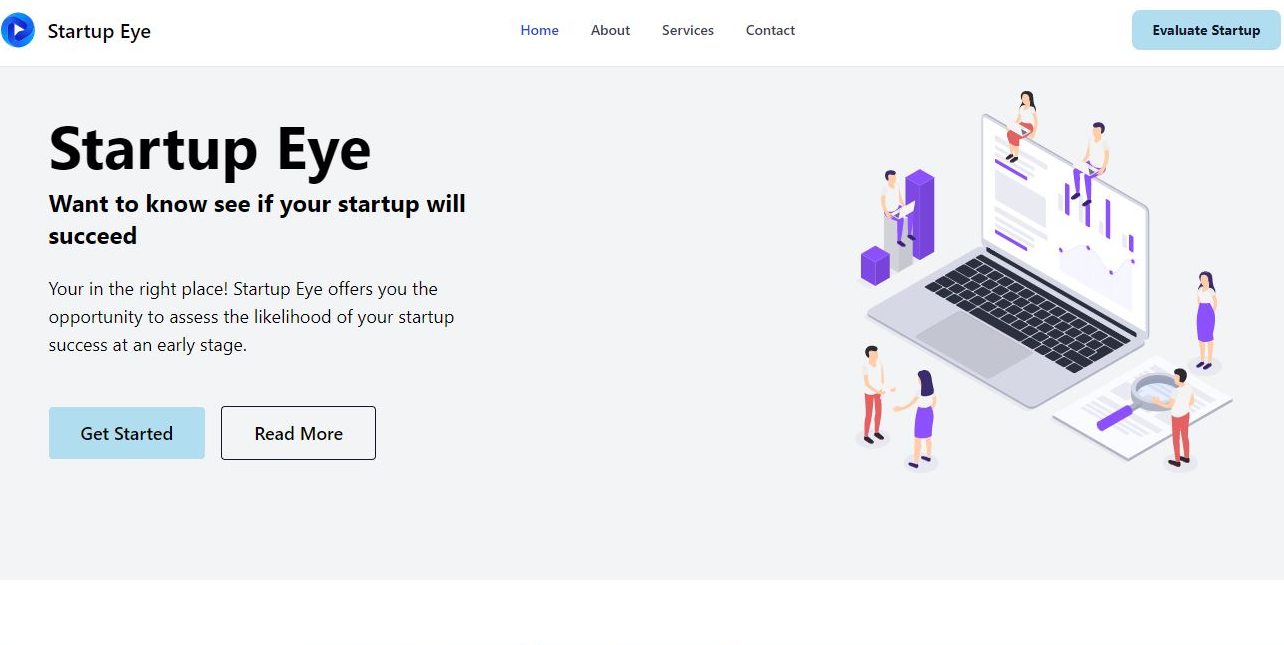 Startup Eye
Home
About
Services
Contact
Evaluate Startup
Startup Eye
Want to know see if your startup will
succeed
Your in the right place! Startup Eye offers you the
opportunity to assess the likelihood of your startup
success at an early stage.
Get Started
Read More